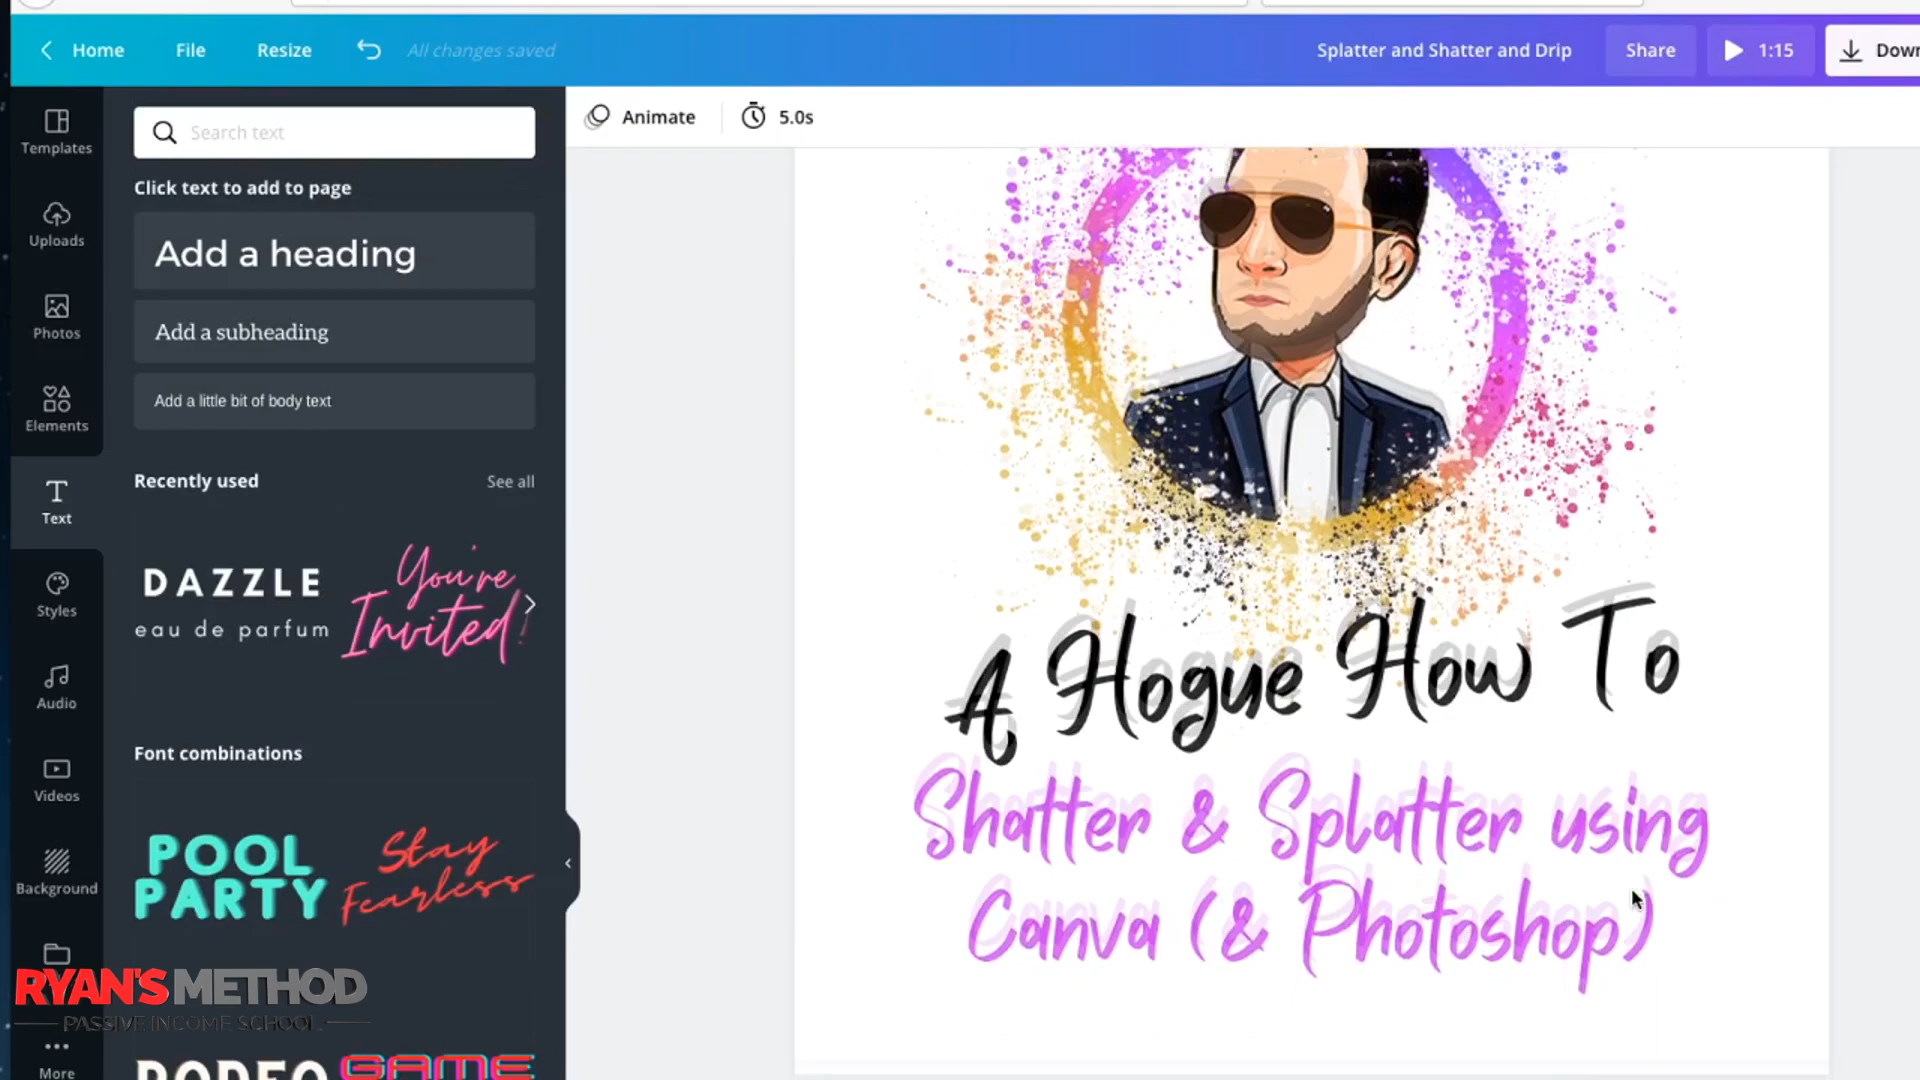 Home File Resize All changes saved Splatter and Shatter and Drip Share 1:15
Animate 5.0s
Search text
Click text to add to page
Add a heading
Add a subheading
Add a little bit of body text
Recently used See all
DAZZLE
eau de parfum
You're
Invited!
Font combinations
POOL
PARTY
Stay
Fearless
GAME
Templates
Uploads
Photos
Elements
Text
Styles
Audio
Videos
Background
More
A Hogue How To
Shatter & Splatter using
Canva (& Photoshop)
RYAN'S METHOD
PASSIVE INCOME SCHOOL